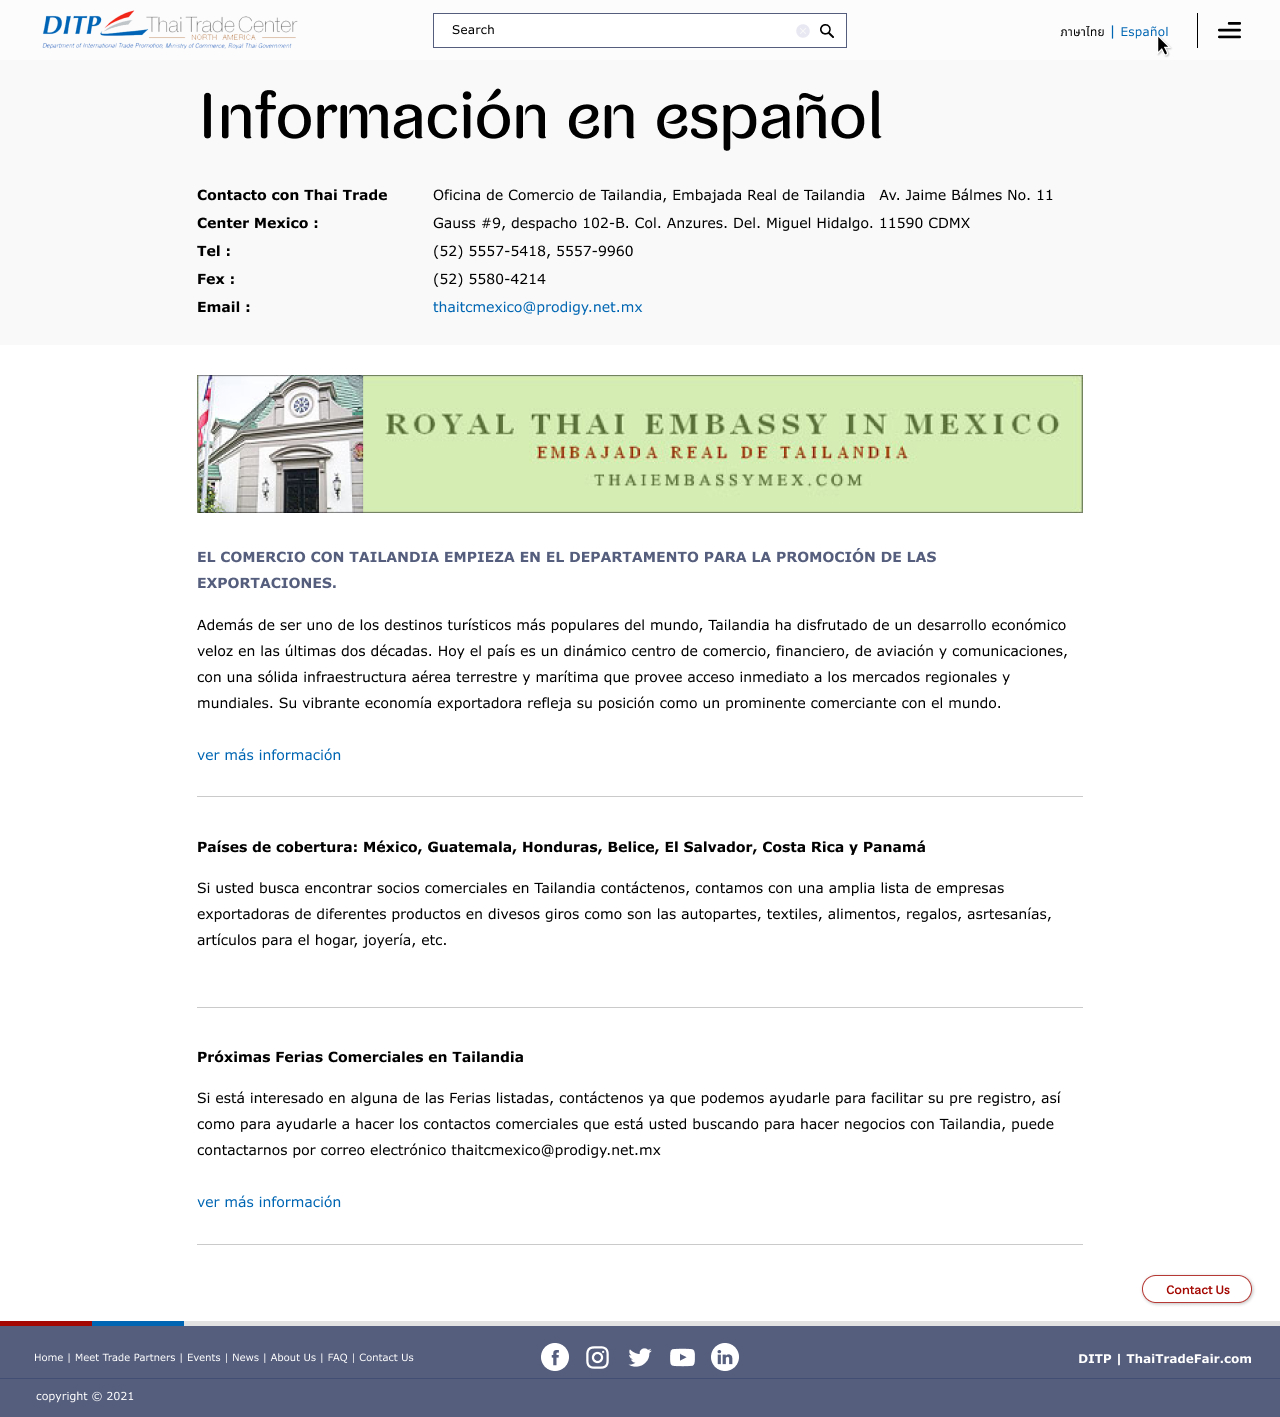 DITP Thai Trade Center
NORTH AMERICA
Department of International Trade Promotion Ministry of Commerce, Royal Thai Government
Search
ภาษาไทย | Español
Información en español
Contacto con Thai Trade Center Mexico :
Oficina de Comercio de Tailandia, Embajada Real de Tailandia Av. Jaime Bálmes No. 11
Gauss #9, despacho 102-B. Col. Anzures. Del. Miguel Hidalgo. 11590 CDMX
Tel : (52) 5557-5418, 5557-9960
Fex : (52) 5580-4214
Email : thaitcmexico@prodigy.net.mx
ROYAL THAI EMBASSY IN MEXICO
EMBAJADA REAL DE TAILANDIA
THAIEMBASSYMEX.COM
EL COMERCIO CON TAILANDIA EMPIEZA EN EL DEPARTAMENTO PARA LA PROMOCIÓN DE LAS
EXPORTACIONES.
Además de ser uno de los destinos turísticos más populares del mundo, Tailandia ha disfrutado de un desarrollo económico
veloz en las últimas dos décadas. Hoy el país es un dinámico centro de comercio, financiero, de aviación y comunicaciones,
con una sólida infraestructura aérea terrestre y marítima que provee acceso inmediato a los mercados regionales y
mundiales. Su vibrante economía exportadora refleja su posición como un prominente comerciante con el mundo.
ver más información
Países de cobertura: México, Guatemala, Honduras, Belice, El Salvador, Costa Rica y Panamá
Si usted busca encontrar socios comerciales en Tailandia contáctenos, contamos con una amplia lista de empresas
exportadoras de diferentes productos en divesos giros como son las autopartes, textiles, alimentos, regalos, asrtesanías,
artículos para el hogar, joyería, etc.
Próximas Ferias Comerciales en Tailandia
Si está interesado en alguna de las Ferias listadas, contáctenos ya que podemos ayudarle para facilitar su pre registro, así
como para ayudarle a hacer los contactos comerciales que está usted buscando para hacer negocios con Tailandia, puede
contactarnos por correo electrónico thaitcmexico@prodigy.net.mx
ver más información
Contact Us
Home | Meet Trade Partners | Events | News | About Us | FAQ | Contact Us
DITP | ThaiTradeFair.com
copyright © 2021